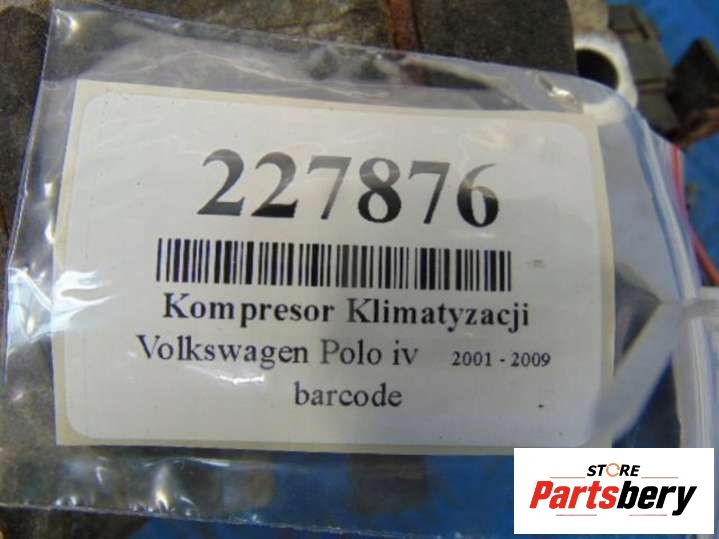 227876
Kompresor Klimatyzacji
Volkswagen Polo iv 2001 - 2009
barcode
STORE
Partsbery